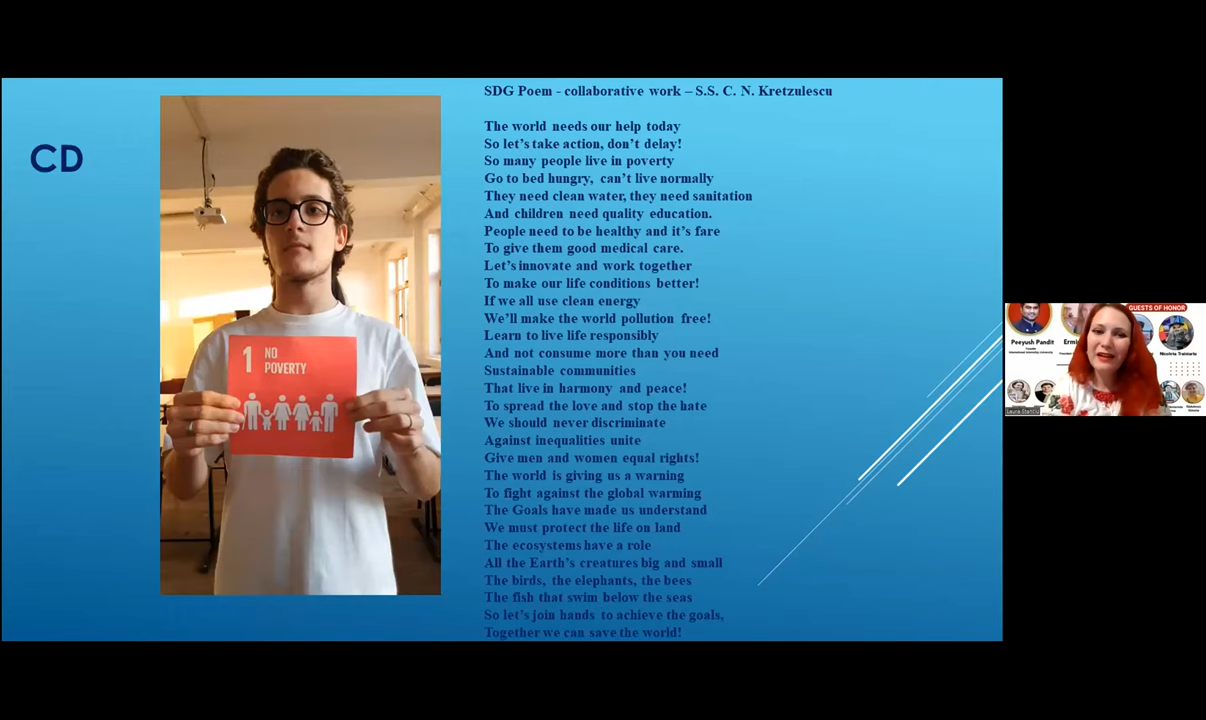 CD
1 NO
POVERTY
SDG Poem - collaborative work – S.S. C. N. Kretzulescu
The world needs our help today
So let's take action, don't delay!
So many people live in poverty
Go to bed hungry, can't live normally
They need clean water, they need sanitation
And children need quality education.
People need to be healthy and it's fare
To give them good medical care.
Let's innovate and work together
To make our life conditions better!
If we all use clean energy
We'll make the world pollution free!
Learn to live life responsibly
And not consume more than you need
Sustainable communities
That live in harmony and peace!
To spread the love and stop the hate
We should never discriminate
Against inequalities unite
Give men and women equal rights!
The world is giving us a warning
To fight against the global warming
The Goals have made us understand
We must protect the life on land
The ecosystems have a role
All the Earth's creatures big and small
The birds, the elephants, the bees
The fish that swim below the seas
So let's join hands to achieve the goals,
Together we can save the world!
GUESTS OF HONOR
Peeyush Pandit
Founder
International Internship University
Nicoleta Traistaru